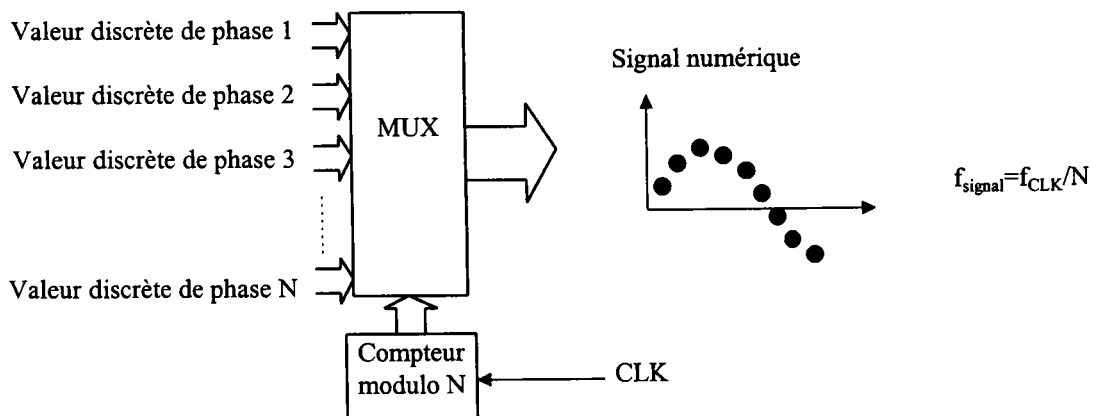 Valeur discrète de phase 1
Valeur discrète de phase 2
Valeur discrète de phase 3
Valeur discrète de phase N
MUX
Compteur
modulo N
CLK
Signal numérique
f_signal=f_CLK/N